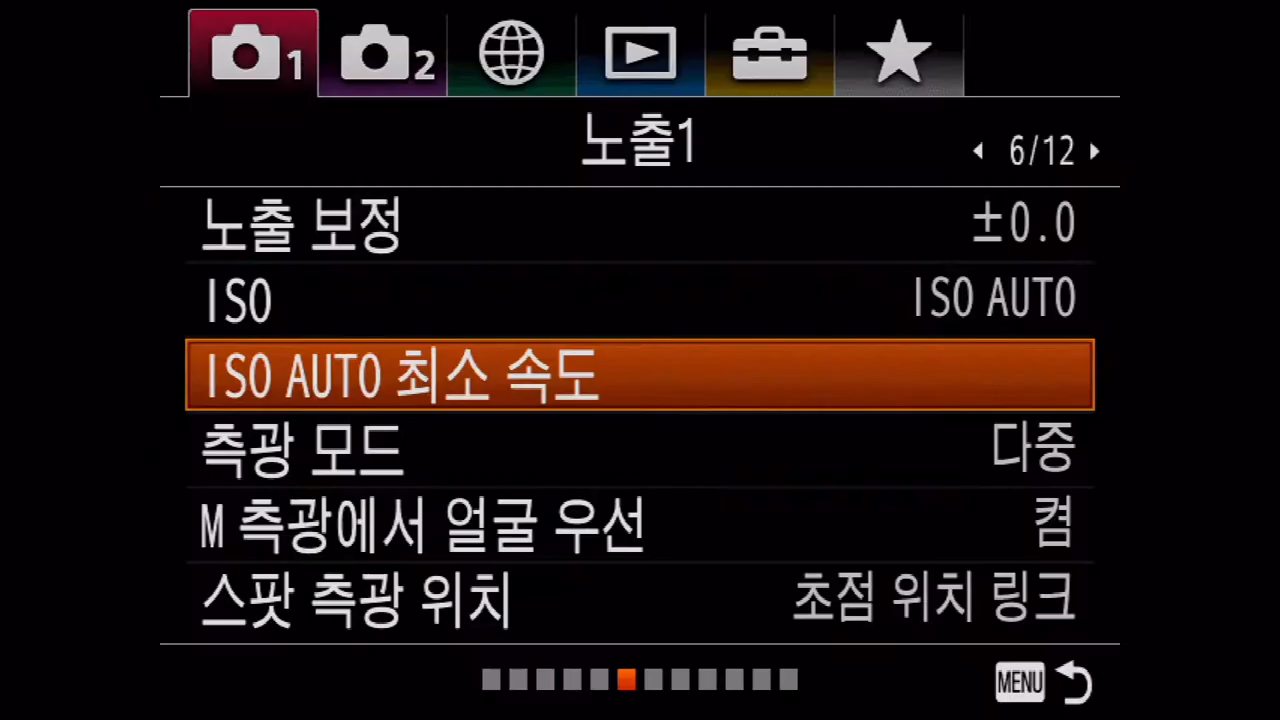 1 2
노출1
6/12
노출 보정 ±0.0
ISO ISO AUTO
ISO AUTO 최소 속도
측광 모드 다중
M 측광에서 얼굴 우선 켬
스팟 측광 위치 초점 위치 링크
MENU